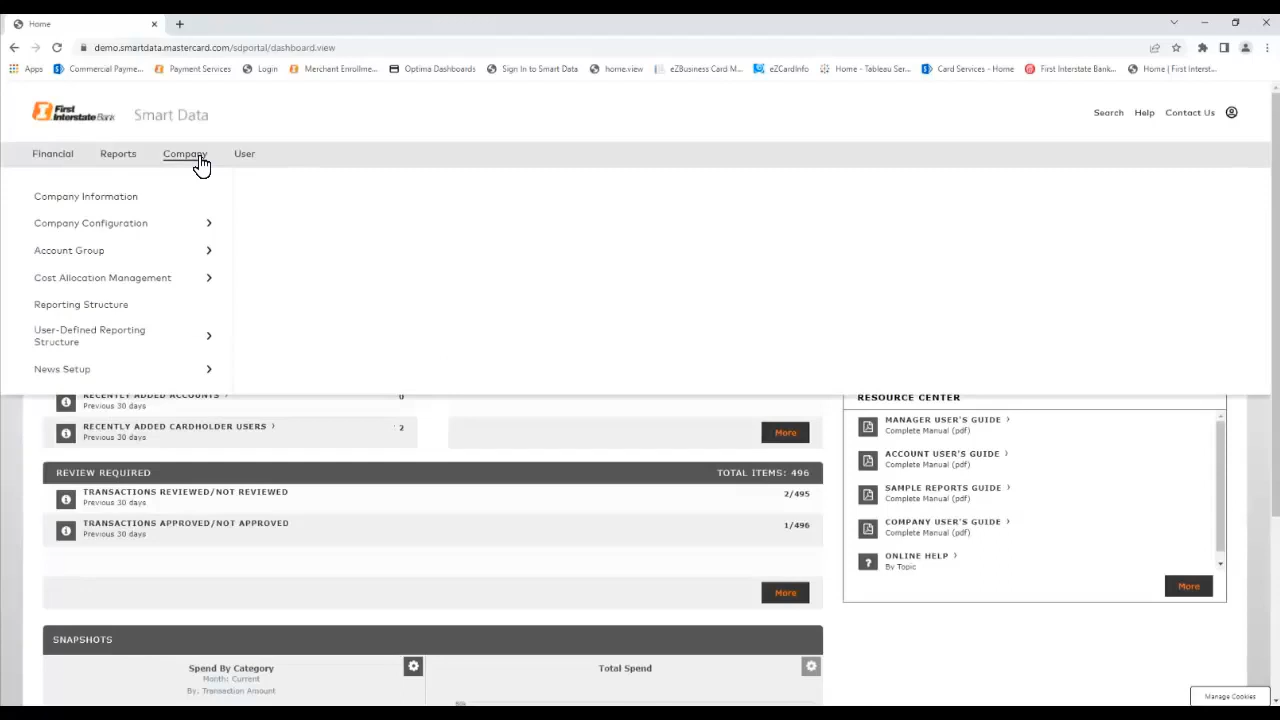 Home
demo.smartdata.mastercard.com/sdportal/dashboard.view
Apps Commercial Payme... Payment Services Login Merchant Enrollme... Optima Dashboards Sign In to Smart Data home.view eZBusiness Card M... eZCardInfo Home - Tableau Ser... Card Services - Home First Interstate Bank... Home | First Interst...
First Interstate Bank Smart Data Search Help Contact Us
Financial Reports Company User
Company Information
Company Configuration
Account Group
Cost Allocation Management
Reporting Structure
User-Defined Reporting
Structure
News Setup
RECENTLY ADDED ACCOUNTS 0
Previous 30 days
RECENTLY ADDED CARDHOLDER USERS 2
Previous 30 days
More
REVIEW REQUIRED TOTAL ITEMS: 496
TRANSACTIONS REVIEWED/NOT REVIEWED 2/495
Previous 30 days
TRANSACTIONS APPROVED/NOT APPROVED 1/496
Previous 30 days
More
SNAPSHOTS
Spend By Category
Month: Current
By: Transaction Amount
Total Spend
RESOURCE CENTER
MANAGER USER'S GUIDE
Complete Manual (pdf)
ACCOUNT USER'S GUIDE
Complete Manual (pdf)
SAMPLE REPORTS GUIDE
Complete Manual (pdf)
COMPANY USER'S GUIDE
Complete Manual (pdf)
ONLINE HELP
By Topic
More
Manage Cookies